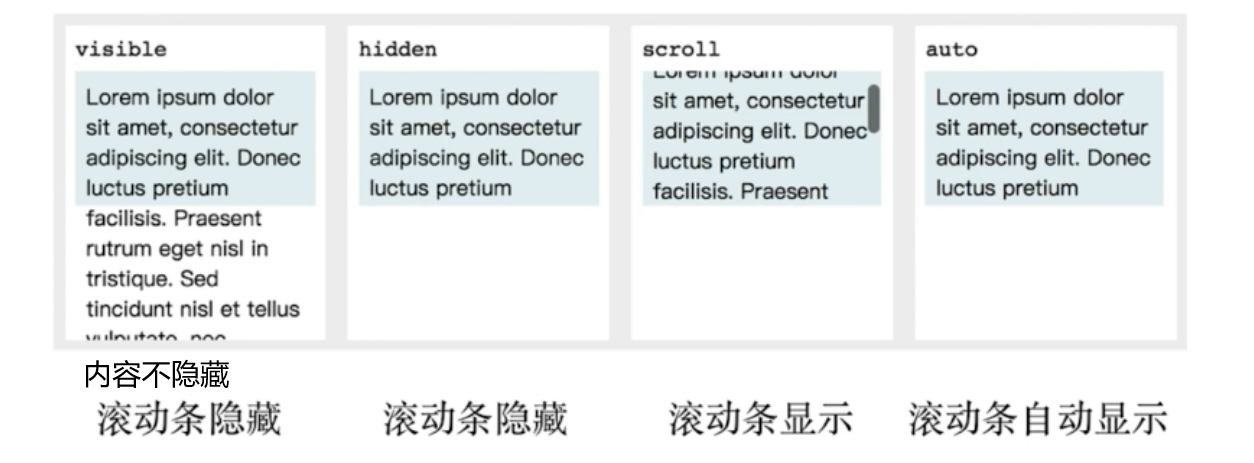 visible
Lorem ipsum dolor
sit amet, consectetur
adipiscing elit. Donec
luctus pretium
facilisis. Praesent
rutrum eget nisl in
tristique. Sed
tincidunt nisl et tellus
vulputate, nec
hidden
Lorem ipsum dolor
sit amet, consectetur
adipiscing elit. Donec
luctus pretium
scroll
Lorem ipsum dolor
sit amet, consectetur
adipiscing elit. Donec
luctus pretium
facilisis. Praesent
auto
Lorem ipsum dolor
sit amet, consectetur
adipiscing elit. Donec
luctus pretium
内容不隐藏
滚动条隐藏
滚动条隐藏
滚动条显示
滚动条自动显示